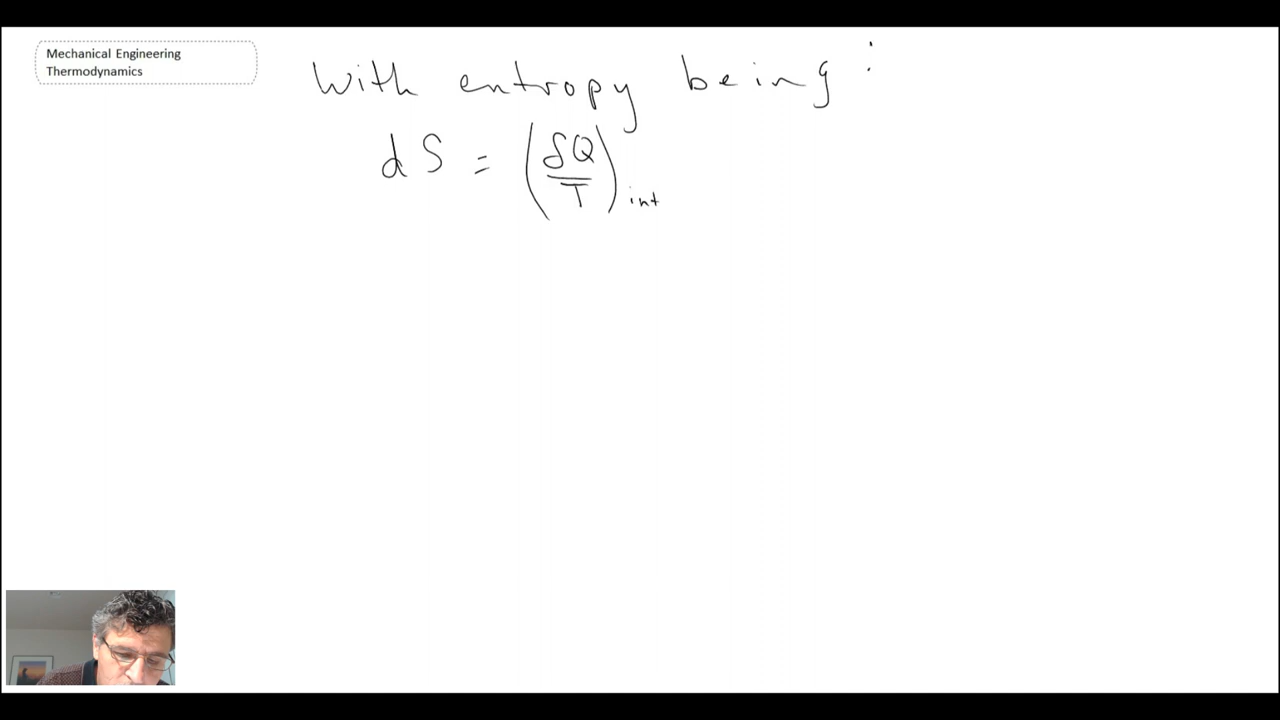 Mechanical Engineering
Thermodynamics
With entropy being :
dS = (δQ/T)int